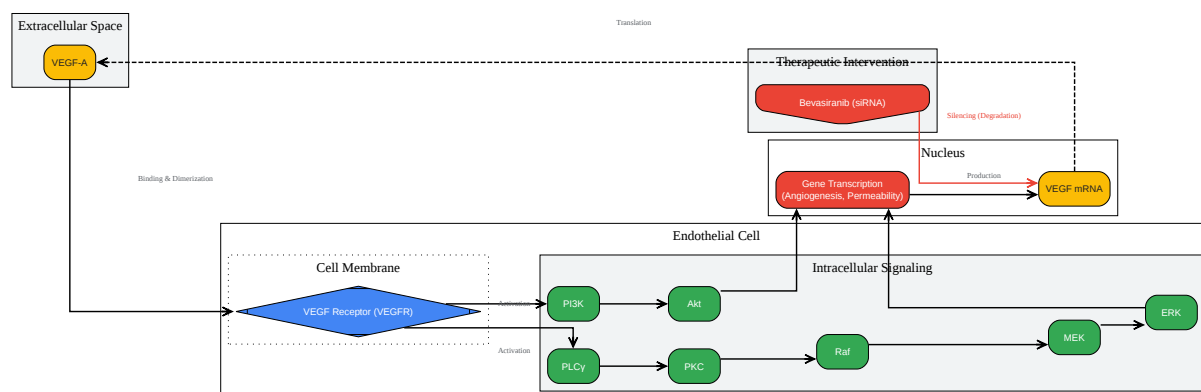 Translation
Extracellular Space
VEGF-A
Therapeutic Intervention
Bevasiranib (siRNA)
Silencing (Degradation)
Nucleus
Gene Transcription
(Angiogenesis, Permeability)
Production
VEGF mRNA
Binding & Dimerization
Endothelial Cell
Cell Membrane
VEGF Receptor (VEGFR)
Intracellular Signaling
Activation
PI3K
Akt
ERK
MEK
Raf
Activation
PLCγ
PKC